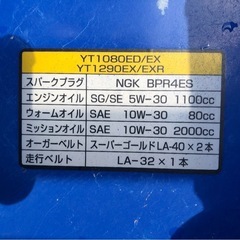 YT1080ED/EX
YT1290EX/EXR
スパークプラグ NGK BPR4ES
エンジンオイル SG/SE 5W-30 1100cc
ウォームオイル SAE 10W-30 80cc
ミッションオイル SAE 10W-30 2000cc
オーガーベルト スーパーゴールドLA-40×2本
走行ベルト LA-32×1本